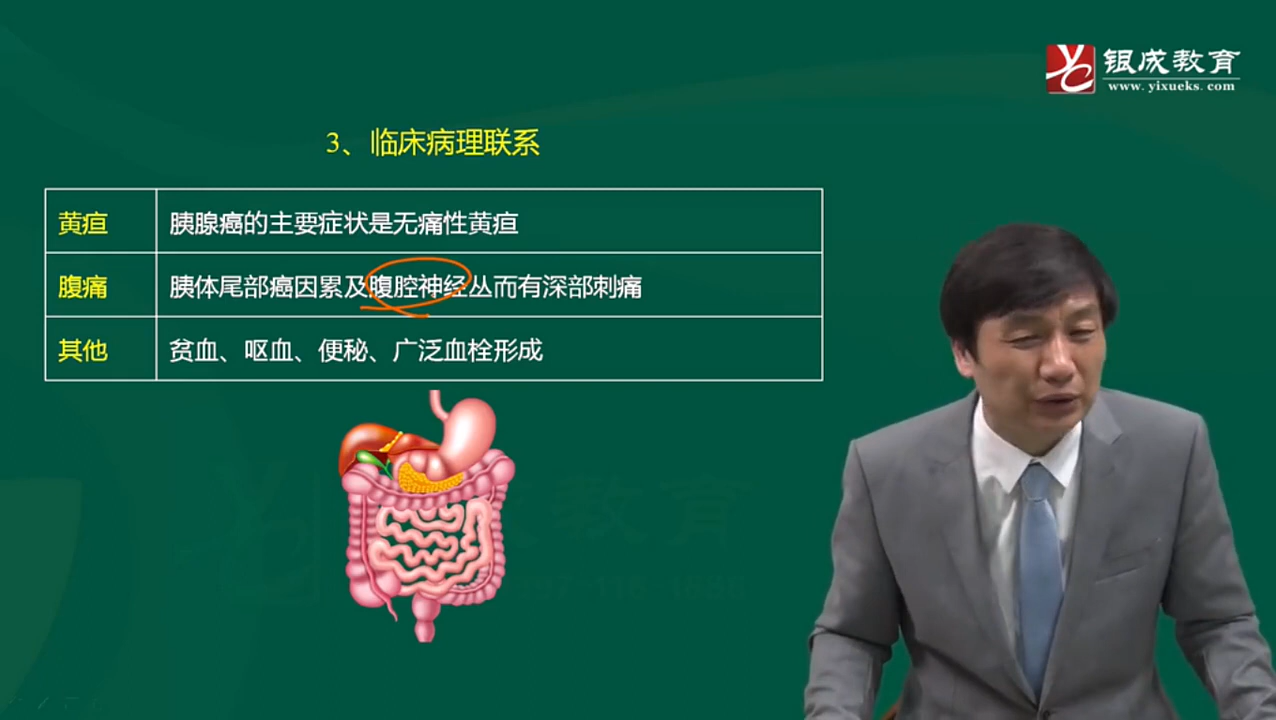 银成教育
www.yixueks.com
3、临床病理联系
黄疸 胰腺癌的主要症状是无痛性黄疸
腹痛 胰体尾部癌因累及腹腔神经丛而有深部刺痛
其他 贫血、呕血、便秘、广泛血栓形成
教育